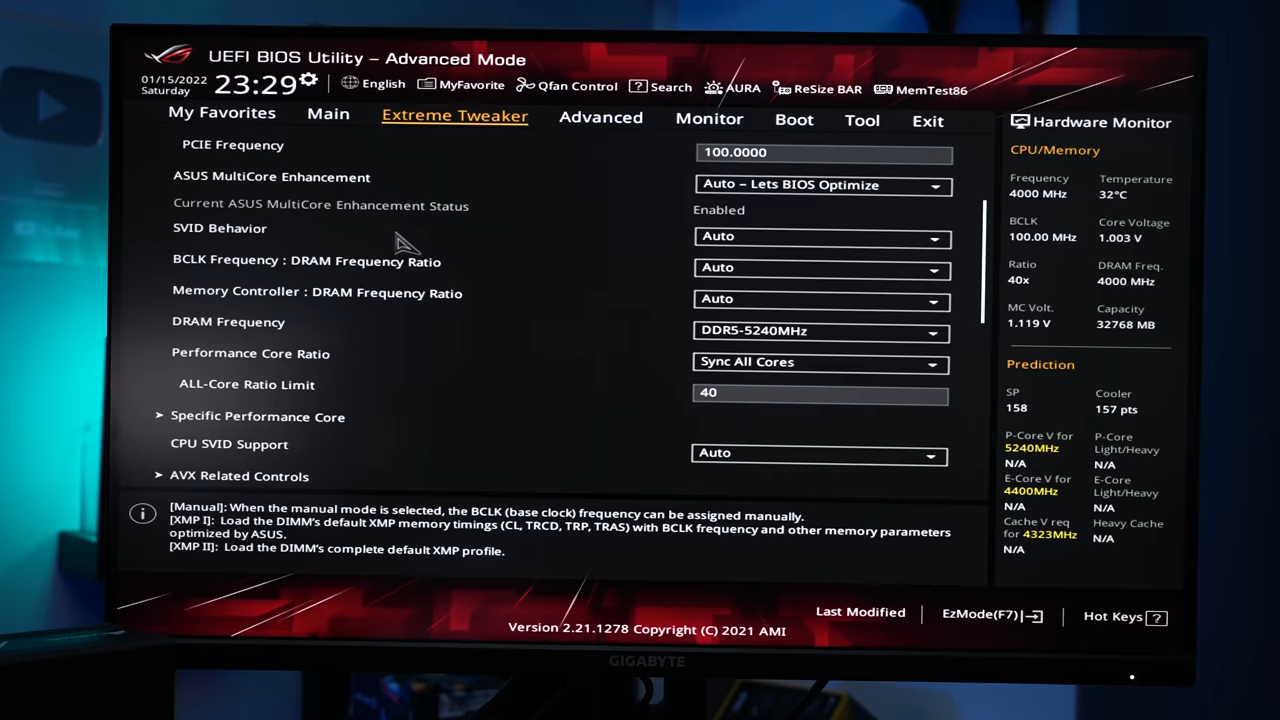 UEFI BIOS Utility – Advanced Mode
01/15/2022
Saturday
23:29
English
MyFavorite
Qfan Control
? Search
AURA
ReSize BAR
MemTest86
My Favorites
Main
Extreme Tweaker
Advanced
Monitor
Boot
Tool
Exit
PCIE Frequency
100.0000
ASUS MultiCore Enhancement
Auto – Lets BIOS Optimize
Current ASUS MultiCore Enhancement Status
Enabled
SVID Behavior
Auto
BCLK Frequency : DRAM Frequency Ratio
Auto
Memory Controller : DRAM Frequency Ratio
Auto
DRAM Frequency
DDR5-5240MHz
Performance Core Ratio
Sync All Cores
ALL-Core Ratio Limit
40
Specific Performance Core
CPU SVID Support
Auto
AVX Related Controls
[Manual]: When the manual mode is selected, the BCLK (base clock) frequency can be assigned manually.
[XMP I]: Load the DIMM's default XMP memory timings (CL, TRCD, TRP, TRAS) with BCLK frequency and other memory parameters
optimized by ASUS.
[XMP II]: Load the DIMM's complete default XMP profile.
Hardware Monitor
CPU/Memory
Frequency
Temperature
4000 MHz
32°C
BCLK
Core Voltage
100.00 MHz
1.003 V
Ratio
DRAM Freq.
40x
4000 MHz
MC Volt.
Capacity
1.119 V
32768 MB
Prediction
SP
Cooler
158
157 pts
P-Core V for
P-Core
5240MHz
Light/Heavy
N/A
N/A
E-Core V for
E-Core
4400MHz
Light/Heavy
N/A
N/A
Cache V req
Heavy Cache
for 4323MHz
N/A
N/A
Last Modified
EzMode(F7)
Hot Keys ?
Version 2.21.1278 Copyright (C) 2021 AMI
GIGABYTE